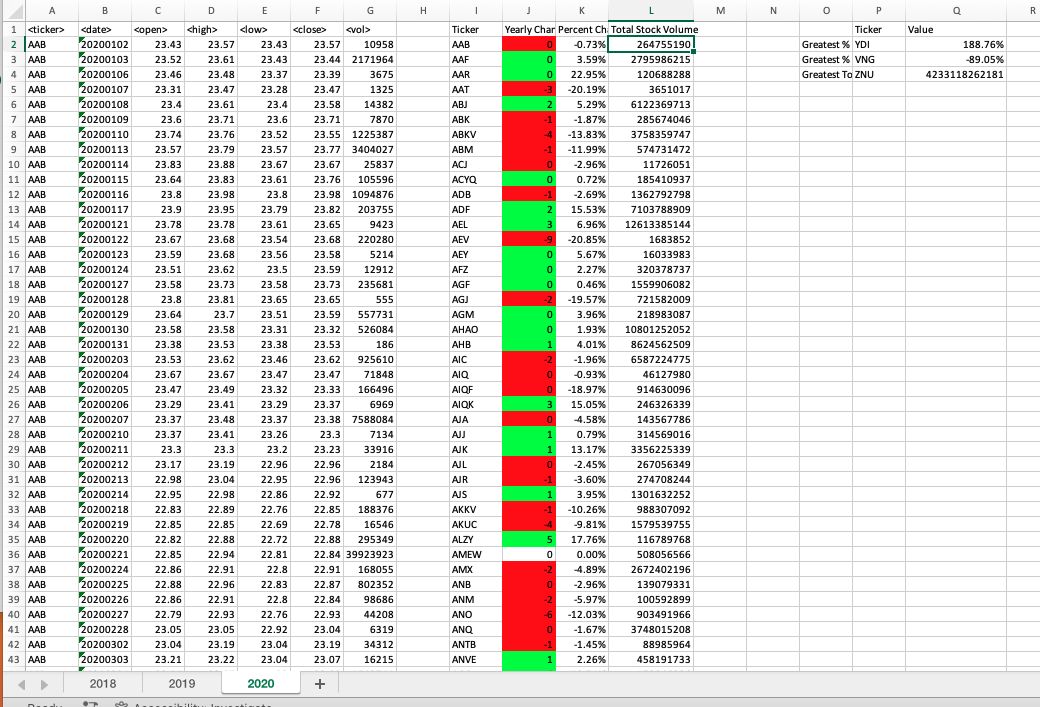 A B C D E F G H I J K L M N O P Q R
1 <ticker> <date> <open> <high> <low> <close> <vol> Ticker Yearly Char Percent Ch Total Stock Volume Ticker Value
2 AAB 20200102 23.43 23.57 23.43 23.57 10958 AAB 0 -0.73% 264755190 Greatest % YDI 188.76%
3 AAB 20200103 23.52 23.61 23.43 23.44 2171964 AAF 0 3.59% 2795986215 Greatest % VNG -89.05%
4 AAB 20200106 23.46 23.48 23.37 23.39 3675 AAR 0 22.95% 120688288 Greatest To ZNU 4233118262181
5 AAB 20200107 23.31 23.47 23.28 23.47 1325 AAT -3 -20.19% 3651017
6 AAB 20200108 23.4 23.61 23.4 23.58 14382 ABJ 2 5.29% 6122369713
7 AAB 20200109 23.6 23.71 23.6 23.71 7870 ABK -1 -1.87% 285674046
8 AAB 20200110 23.74 23.76 23.52 23.55 1225387 ABKV -4 -13.83% 3758359747
9 AAB 20200113 23.57 23.79 23.57 23.77 3404027 ABM -1 -11.99% 574731472
10 AAB 20200114 23.83 23.88 23.67 23.67 25837 ACJ 0 -2.96% 11726051
11 AAB 20200115 23.64 23.83 23.61 23.76 105596 ACYQ 0 0.72% 185410937
12 AAB 20200116 23.8 23.98 23.8 23.98 1094876 ADB -1 -2.69% 1362792798
13 AAB 20200117 23.9 23.95 23.79 23.82 203755 ADF 2 15.53% 7103788909
14 AAB 20200121 23.78 23.78 23.61 23.65 9423 AEL 3 6.96% 12613385144
15 AAB 20200122 23.67 23.68 23.54 23.68 220280 AEV -9 -20.85% 1683852
16 AAB 20200123 23.59 23.68 23.56 23.58 5214 AEY 0 5.67% 16033983
17 AAB 20200124 23.51 23.62 23.5 23.59 12912 AFZ 0 2.27% 320378737
18 AAB 20200127 23.58 23.73 23.58 23.73 235681 AGF 0 0.46% 1559906082
19 AAB 20200128 23.8 23.81 23.65 23.65 555 AGJ -2 -19.57% 721582009
20 AAB 20200129 23.64 23.7 23.51 23.59 557731 AGM 0 3.96% 218983087
21 AAB 20200130 23.58 23.58 23.31 23.32 526084 AHAO 0 1.93% 10801252052
22 AAB 20200131 23.38 23.53 23.38 23.53 186 AHB 1 4.01% 8624562509
23 AAB 20200203 23.53 23.62 23.46 23.62 925610 AIC -2 -1.96% 6587224775
24 AAB 20200204 23.67 23.67 23.47 23.47 71848 AIQ 0 -0.93% 46127980
25 AAB 20200205 23.47 23.49 23.32 23.33 166496 AIQF 0 -18.97% 914630096
26 AAB 20200206 23.29 23.41 23.29 23.37 6969 AIQK 3 15.05% 246326339
27 AAB 20200207 23.37 23.48 23.37 23.38 7588084 AJA 0 -4.58% 143567786
28 AAB 20200210 23.37 23.41 23.26 23.3 7134 AJJ 1 0.79% 314569016
29 AAB 20200211 23.3 23.3 23.2 23.23 33916 AJK 1 13.17% 3356225339
30 AAB 20200212 23.17 23.19 22.96 22.96 2184 AJL 0 -2.45% 267056349
31 AAB 20200213 22.98 23.04 22.95 22.96 123943 AJR -1 -3.60% 274708244
32 AAB 20200214 22.95 22.98 22.86 22.92 677 AJS 1 3.95% 1301632252
33 AAB 20200218 22.83 22.89 22.76 22.85 188376 AKKV -1 -10.26% 988307092
34 AAB 20200219 22.85 22.85 22.69 22.78 16546 AKUC -4 -9.81% 1579539755
35 AAB 20200220 22.82 22.88 22.72 22.88 295349 ALZY 5 17.76% 116789768
36 AAB 20200221 22.85 22.94 22.81 22.84 39923923 AMEW 0 0.00% 508056566
37 AAB 20200224 22.86 22.91 22.8 22.91 168055 AMX -2 -4.89% 2672402196
38 AAB 20200225 22.88 22.96 22.83 22.87 802352 ANB 0 -2.96% 139079331
39 AAB 20200226 22.86 22.91 22.8 22.84 98686 ANM -2 -5.97% 100592899
40 AAB 20200227 22.79 22.93 22.76 22.93 44208 ANO -6 -12.03% 903491966
41 AAB 20200228 23.05 23.05 22.92 23.04 6319 ANQ 0 -1.67% 3748015208
42 AAB 20200302 23.04 23.19 23.04 23.19 34312 ANTB -1 -1.45% 88985964
43 AAB 20200303 23.21 23.22 23.04 23.07 16215 ANVE 1 2.26% 458191733
2018 2019 2020 +
Ready Accessibility: Investigate